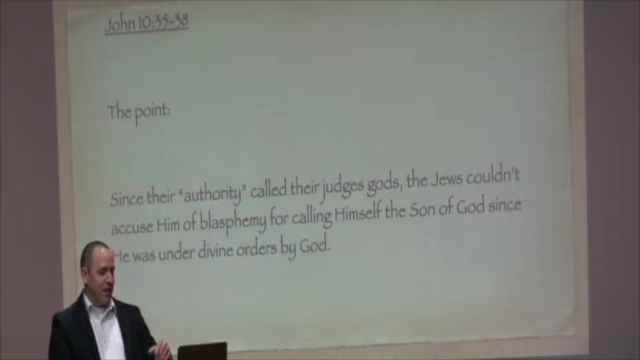 John 10:35-38
The point:
Since their "authority" called their judges gods, the Jews couldn't
accuse Him of blasphemy for calling Himself the Son of God since
He was under divine orders by God.